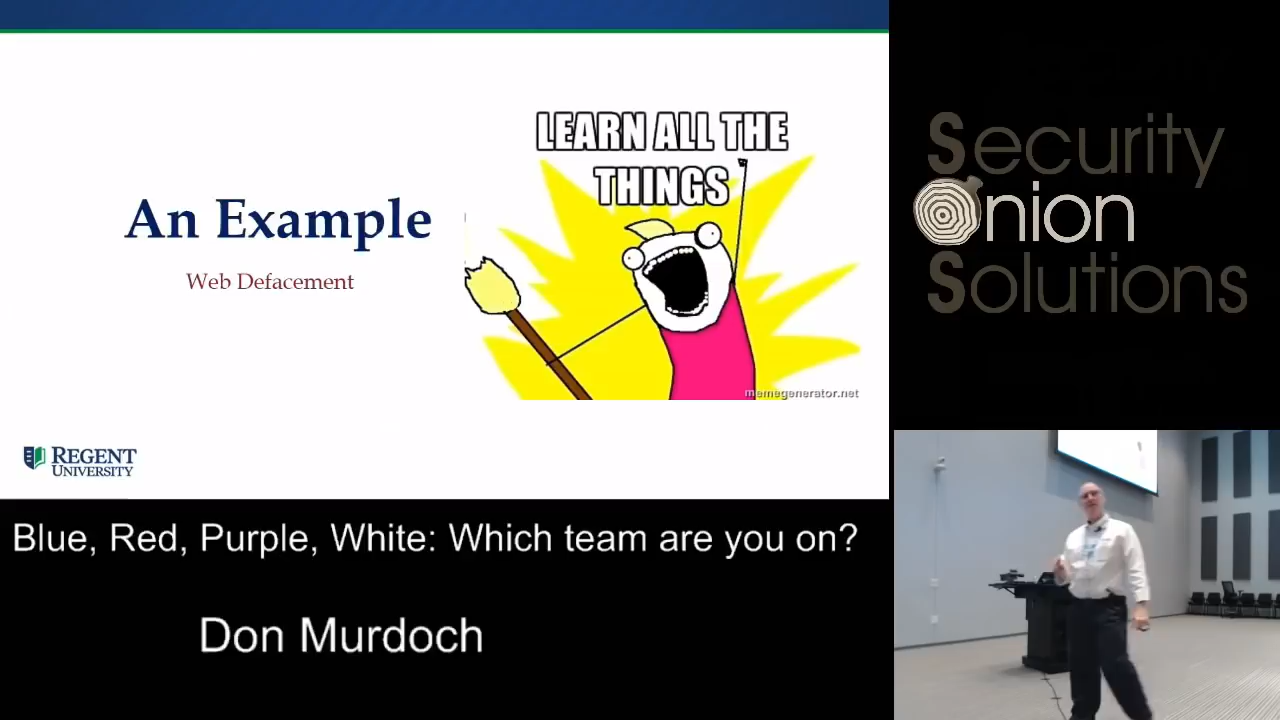 LEARN ALL THE
THINGS
An Example
Web Defacement
memegenerator.net
REGENT
UNIVERSITY
Security
Onion
Solutions
Blue, Red, Purple, White: Which team are you on?
Don Murdoch